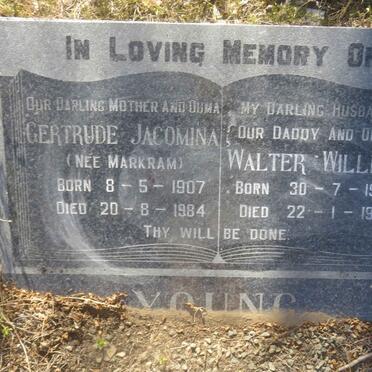 IN LOVING MEMORY OF
OUR DARLING MOTHER AND OUMA
GERTRUDE JACOMINA
(NEE MARKRAM)
BORN 8-5-1907
DIED 20-8-1984
MY DARLING
OUR DADDY AND
WALTER
BORN 30-7-
DIED 22-1-
THY WILL BE DONE
YOUNG